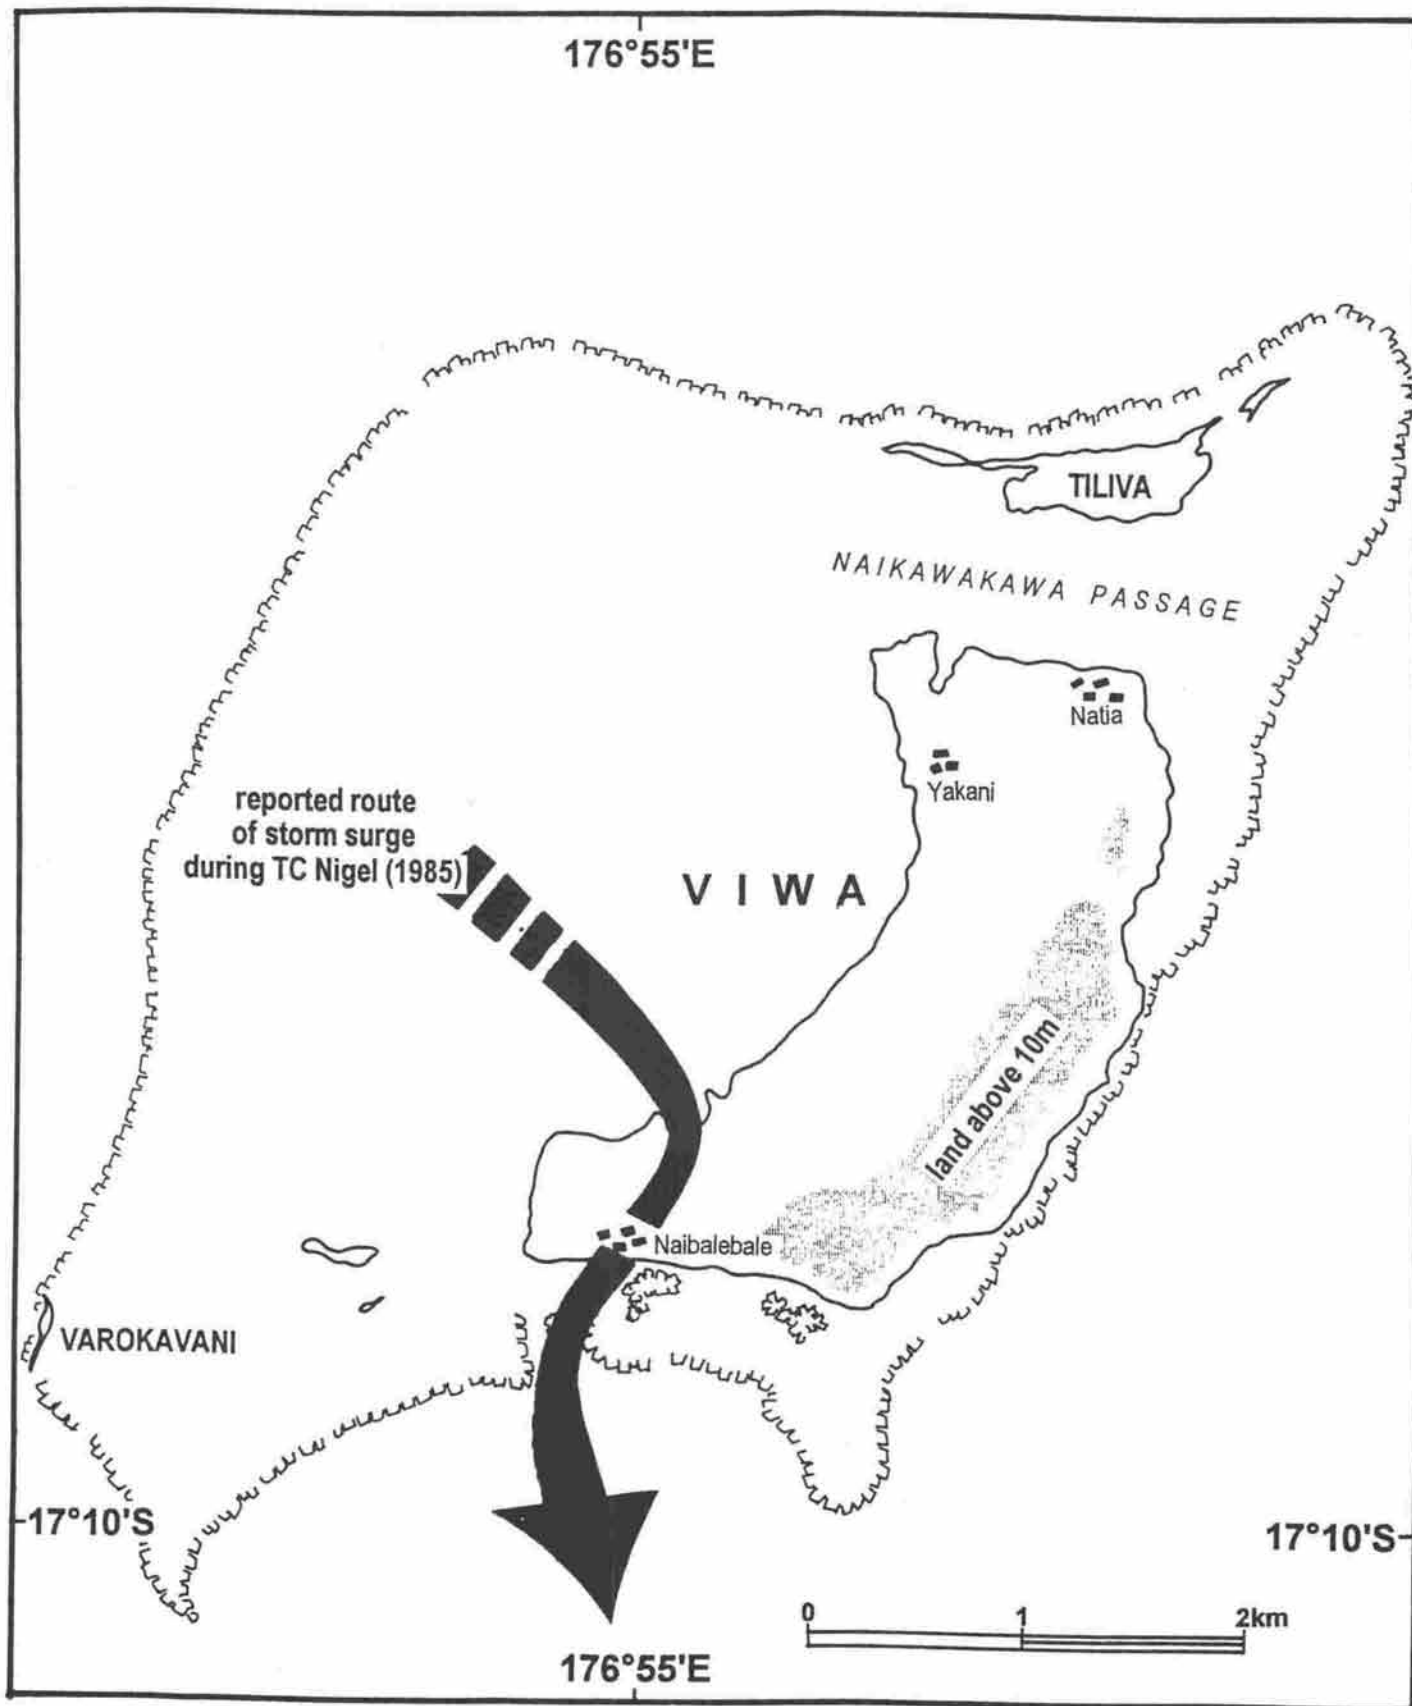 176°55'E
TILIVA
NAIKAWAKAWA PASSAGE
Natia
Yakani
reported route
of storm surge
during TC Nigel (1985)
VIWA
land above 10m
Naibalebale
VAROKAVANI
17°10'S
17°10'S
0 1 2km
176°55'E